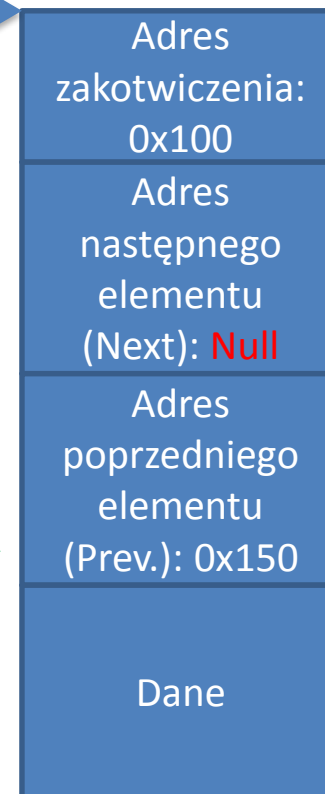 Adres
zakotwiczenia:
0x100
Adres
następnego
elementu
(Next): Null
Adres
poprzedniego
elementu
(Prev.): 0x150
Dane